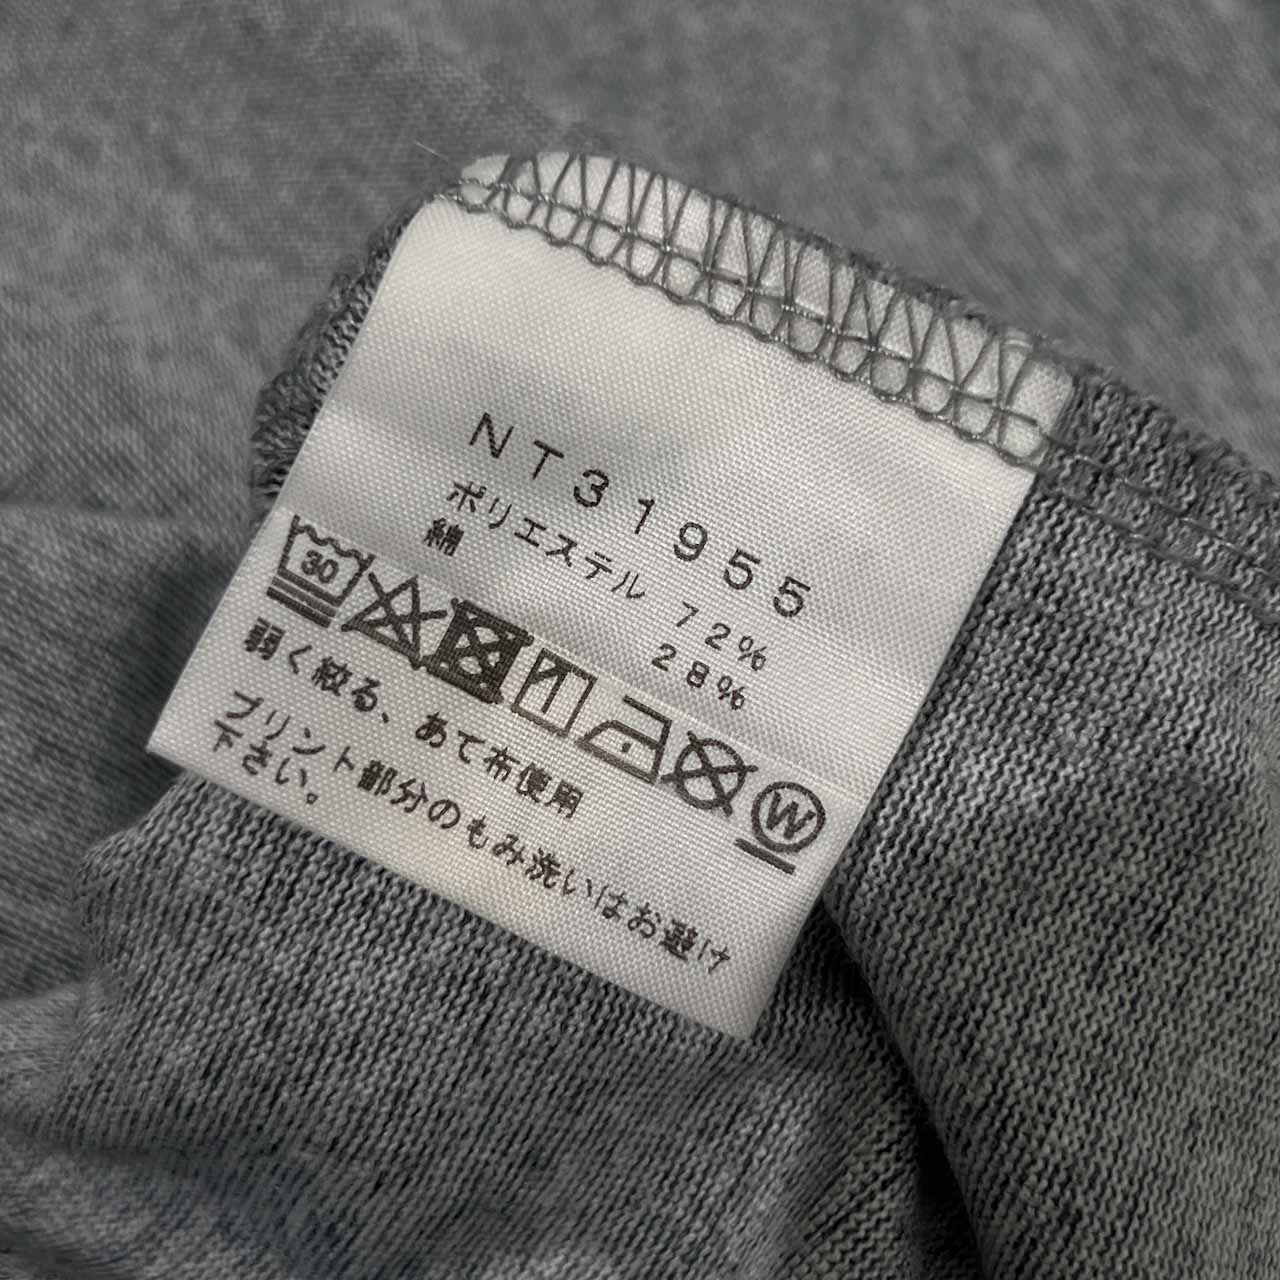 NT31955
ポリエステル 72%
綿 28%
30 W
弱く絞る、あて布使用
プリント部分のもみ洗いはお避け
下さい。